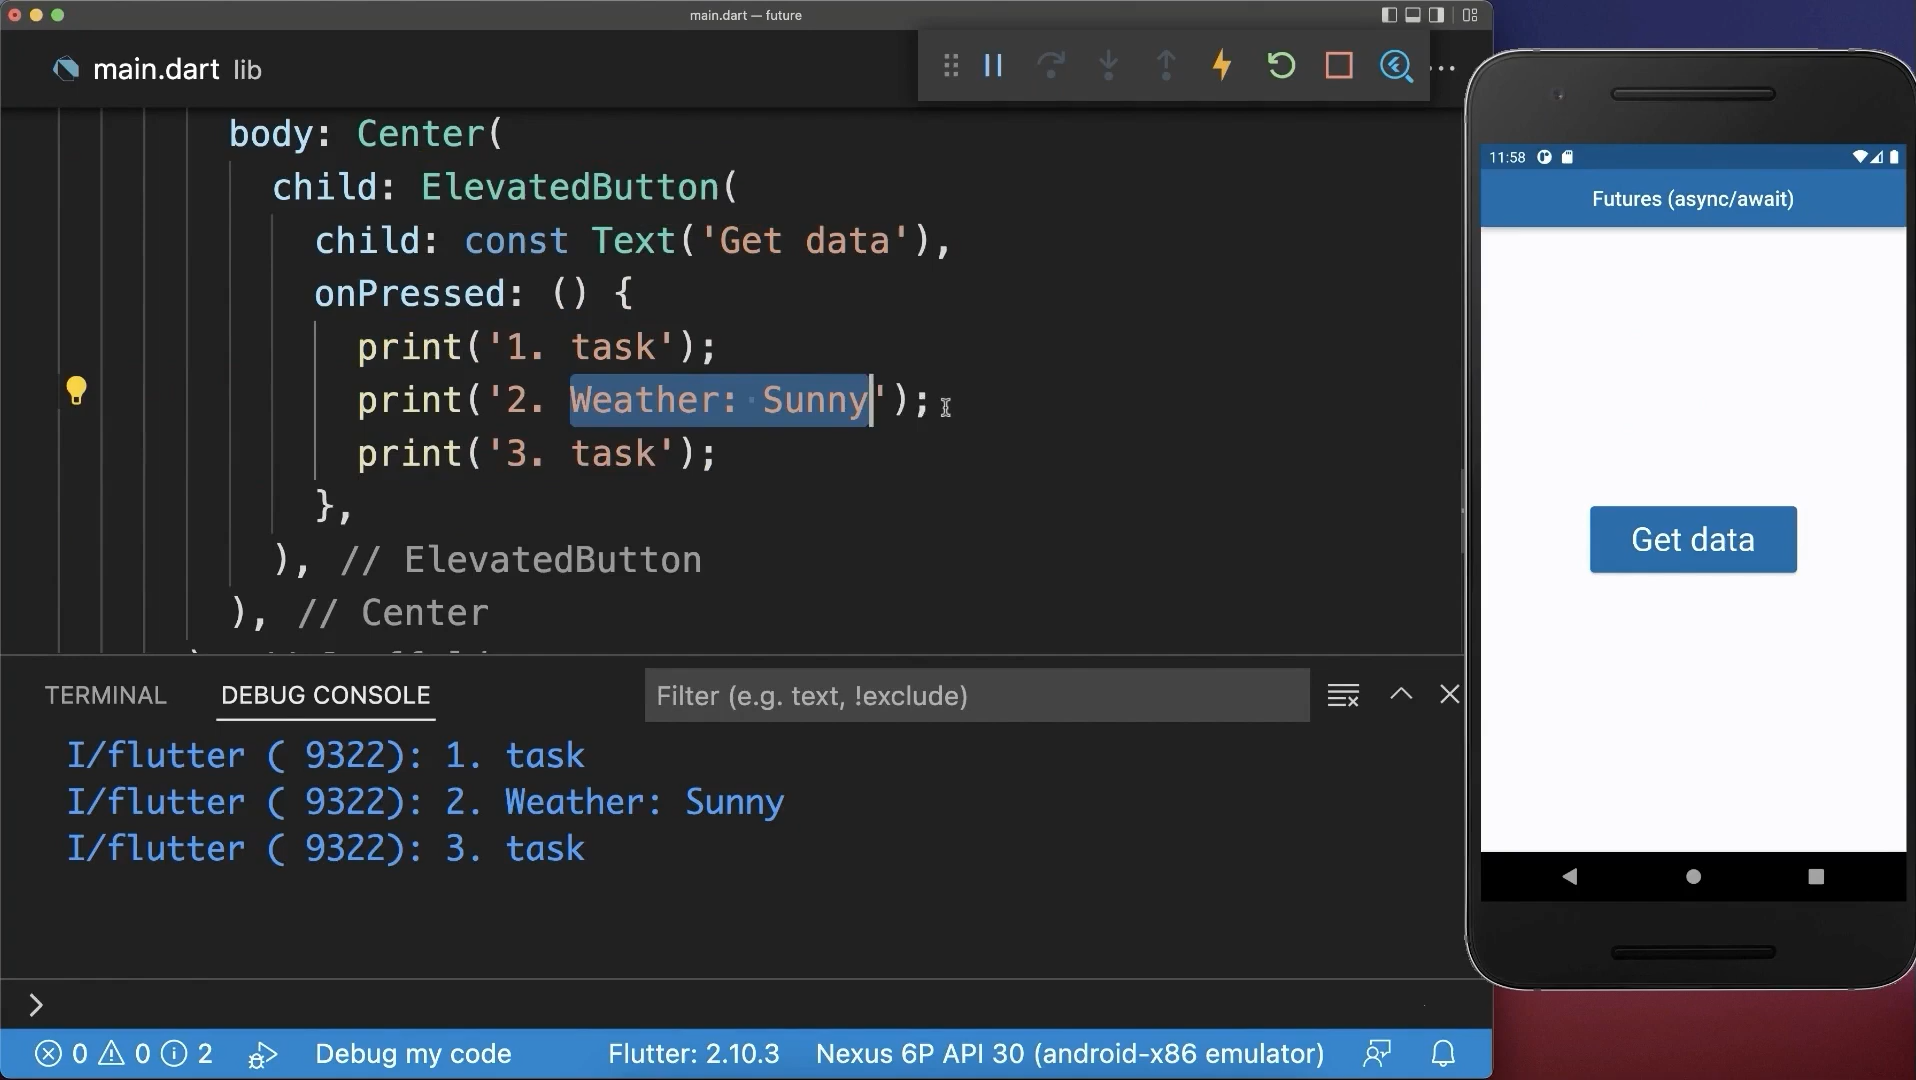 main.dart — future
main.dart lib
body: Center(
child: ElevatedButton(
child: const Text('Get data'),
onPressed: () {
print('1. task');
print('2. Weather: Sunny');
print('3. task');
},
), // ElevatedButton
), // Center
TERMINAL DEBUG CONSOLE Filter (e.g. text, !exclude)
I/flutter ( 9322): 1. task
I/flutter ( 9322): 2. Weather: Sunny
I/flutter ( 9322): 3. task
0 0 2 Debug my code Flutter: 2.10.3 Nexus 6P API 30 (android-x86 emulator)
11:58
Futures (async/await)
Get data